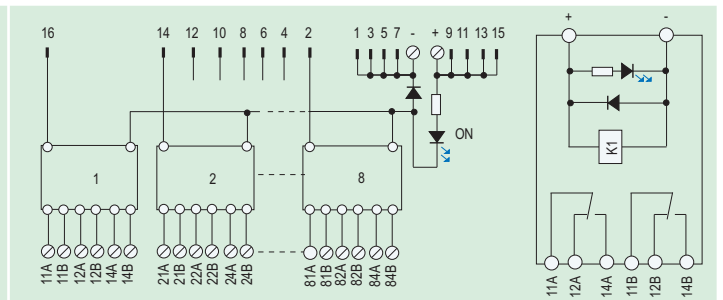 16 14 12 10 8 6 4 2 1 3 5 7 - + 9 11 13 15
ON
1 2 8
11A 11B 12A 12B 14A 14B 21A 21B 22A 22B 24A 24B 81A 81B 82A 82B 84A 84B
+ -
K1
11A 12A 14A 11B 12B 14B